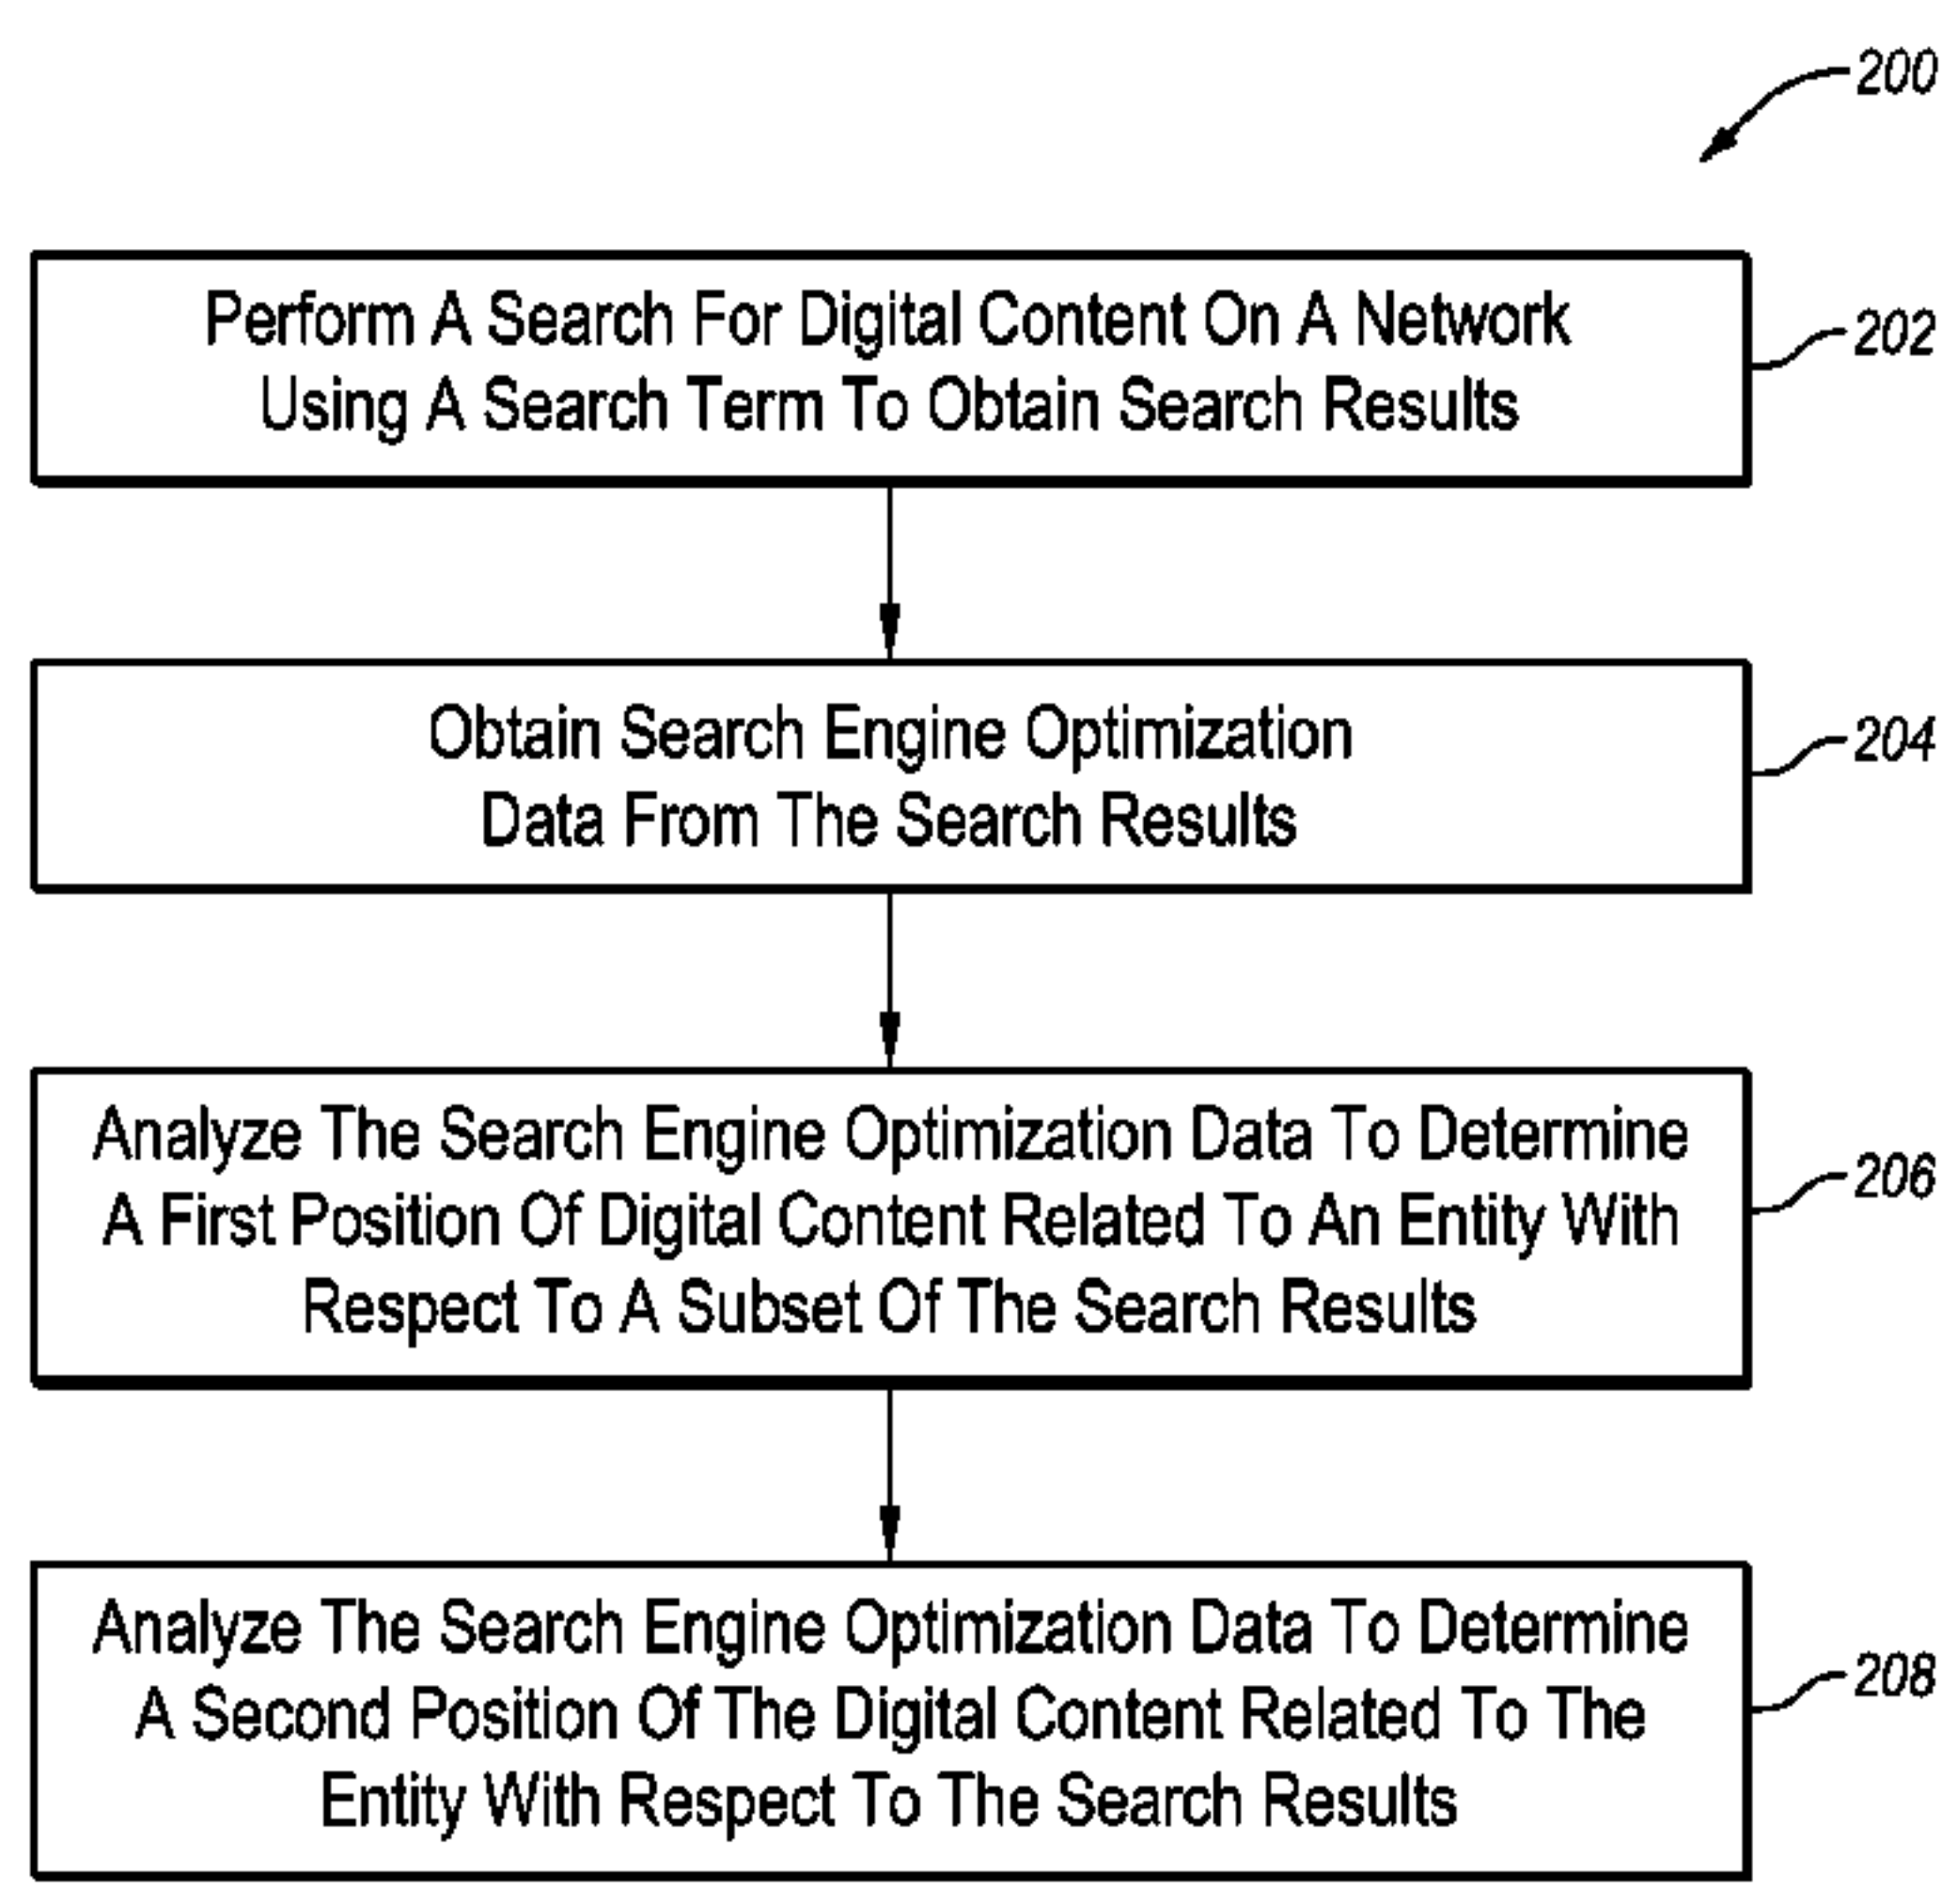 200
Perform A Search For Digital Content On A Network
Using A Search Term To Obtain Search Results
202
Obtain Search Engine Optimization
Data From The Search Results
204
Analyze The Search Engine Optimization Data To Determine
A First Position Of Digital Content Related To An Entity With
Respect To A Subset Of The Search Results
206
Analyze The Search Engine Optimization Data To Determine
A Second Position Of The Digital Content Related To The
Entity With Respect To The Search Results
208